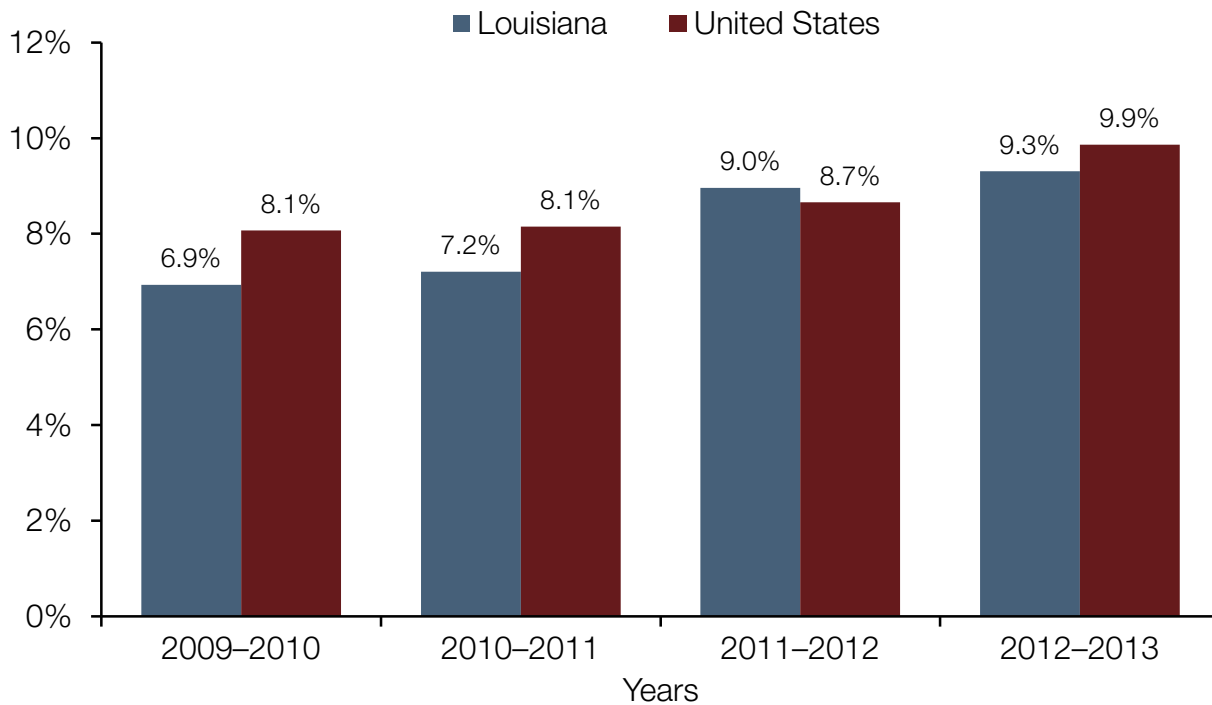 Louisiana United States
12%
10%
8%
6%
4%
2%
0%
6.9% 8.1% 7.2% 8.1% 9.0% 8.7% 9.3% 9.9%
2009–2010 2010–2011 2011–2012 2012–2013
Years